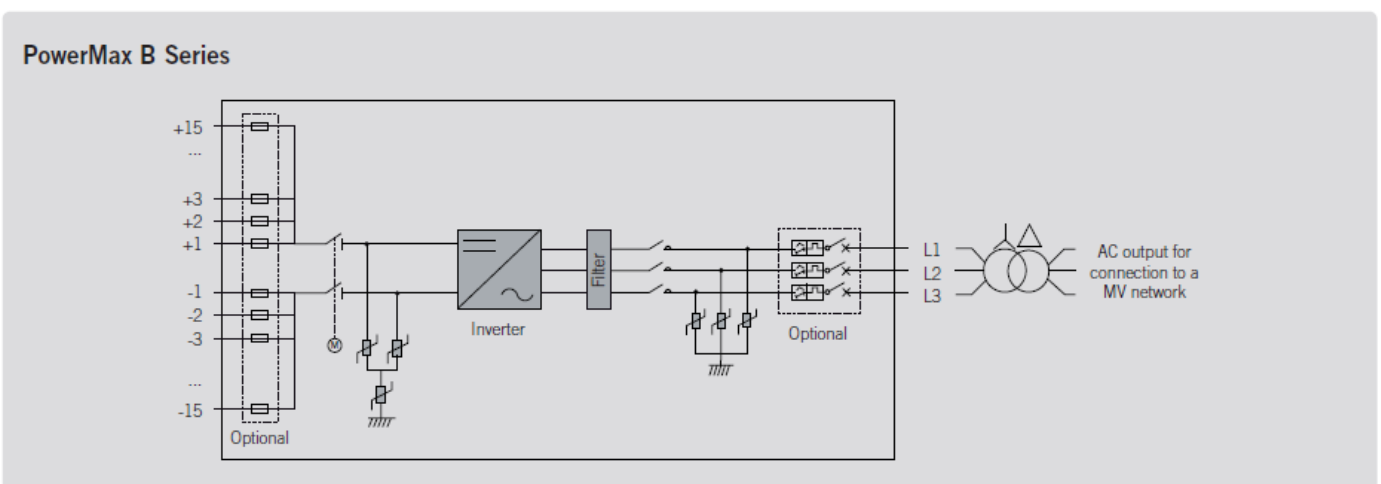 PowerMax B Series
+15
...
+3
+2
+1
-1
-2
-3
...
-15
Optional
M
Inverter
Filter
Optional
L1
L2
L3
AC output for
connection to a
MV network